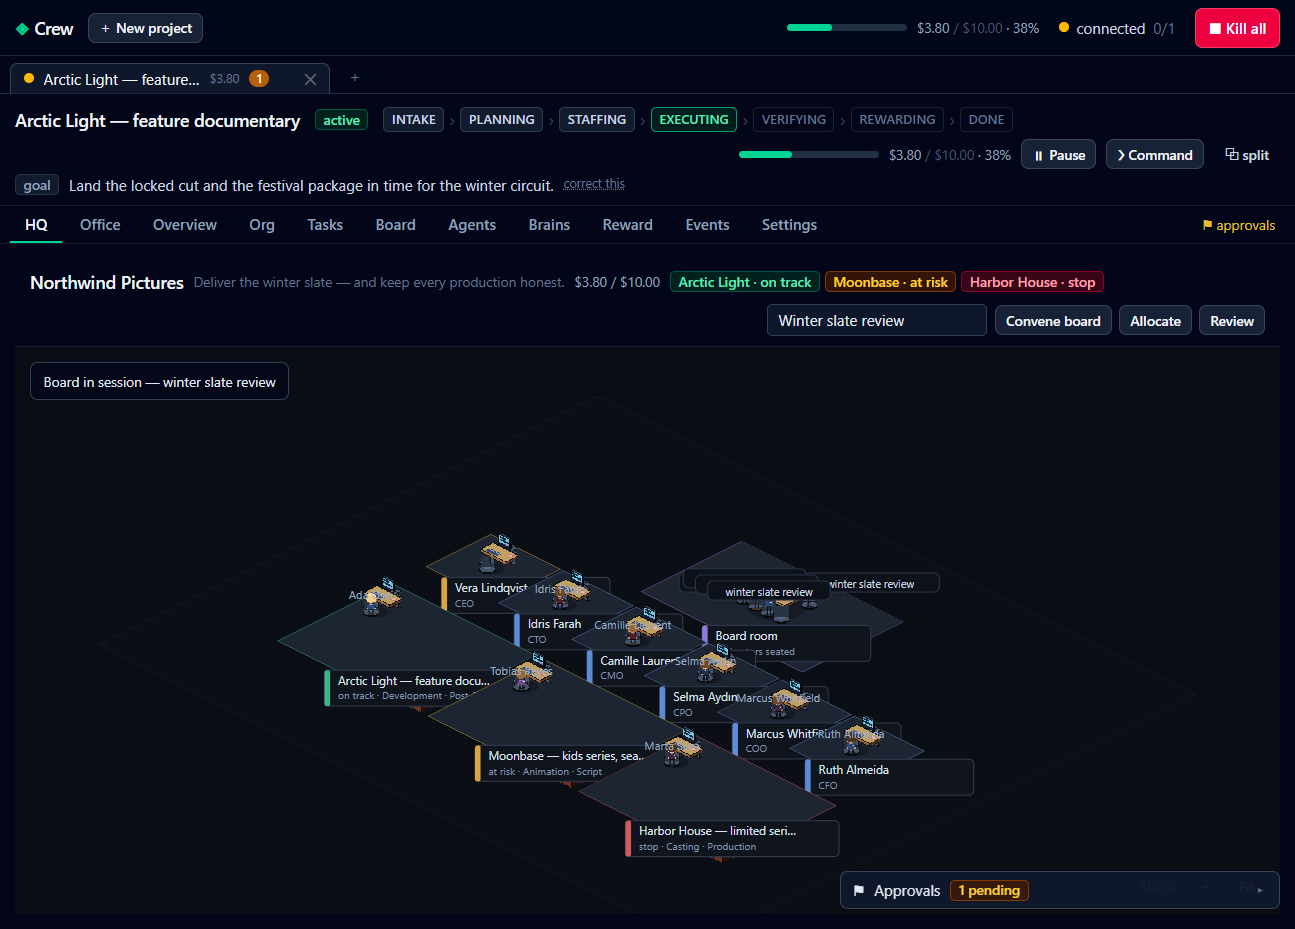 Crew
+ New project
$3.80 / $10.00 · 38%
connected 0/1
Kill all
Arctic Light — feature... $3.80 1
+
Arctic Light — feature documentary
active
INTAKE › PLANNING › STAFFING › EXECUTING › VERIFYING › REWARDING › DONE
$3.80 / $10.00 · 38%
Pause
Command
split
goal
Land the locked cut and the festival package in time for the winter circuit.
correct this
HQ Office Overview Org Tasks Board Agents Brains Reward Events Settings
approvals
Northwind Pictures
Deliver the winter slate — and keep every production honest.
$3.80 / $10.00
Arctic Light · on track
Moonbase · at risk
Harbor House · stop
Winter slate review
Convene board
Allocate
Review
Board in session — winter slate review
Vera Lindqvist
CEO
Idris Farah
CTO
Camille
CMO
Selma Aydın
CPO
Marcus
COO
Ruth Almeida
Ruth Almeida
CFO
winter slate review
winter slate review
Board room
seated
Arctic Light — feature docu...
on track · Development · Post
Tobias
Moonbase — kids series, sea...
at risk · Animation · Script
Marta
Harbor House — limited seri...
stop · Casting · Production
Approvals
1 pending
100%
Fit